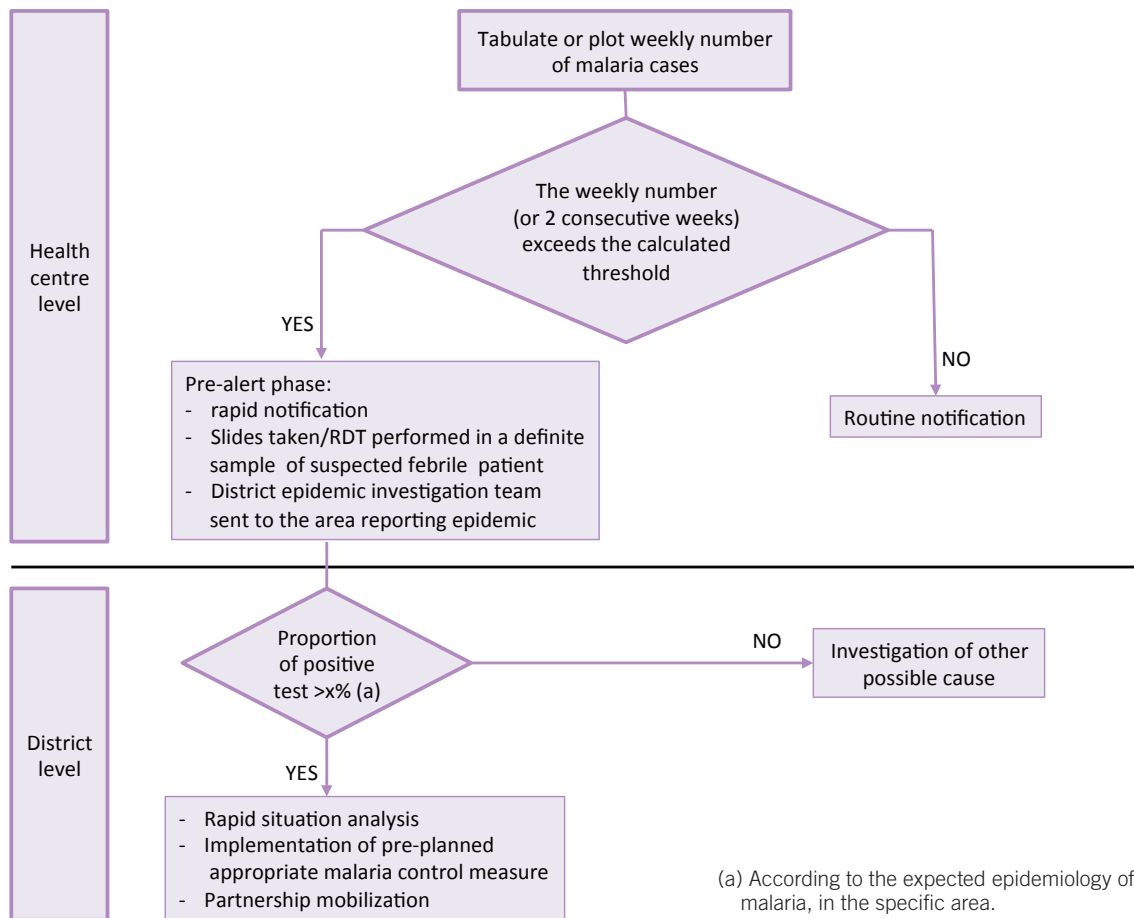 Tabulate or plot weekly number
of malaria cases
Health
centre
level
The weekly number
(or 2 consecutive weeks)
exceeds the calculated
threshold
YES
NO
Pre-alert phase:
- rapid notification
- Slides taken/RDT performed in a definite
sample of suspected febrile patient
- District epidemic investigation team
sent to the area reporting epidemic
Routine notification
District
level
Proportion
of positive
test >x% (a)
NO
Investigation of other
possible cause
YES
- Rapid situation analysis
- Implementation of pre-planned
appropriate malaria control measure
- Partnership mobilization
(a) According to the expected epidemiology of
malaria, in the specific area.